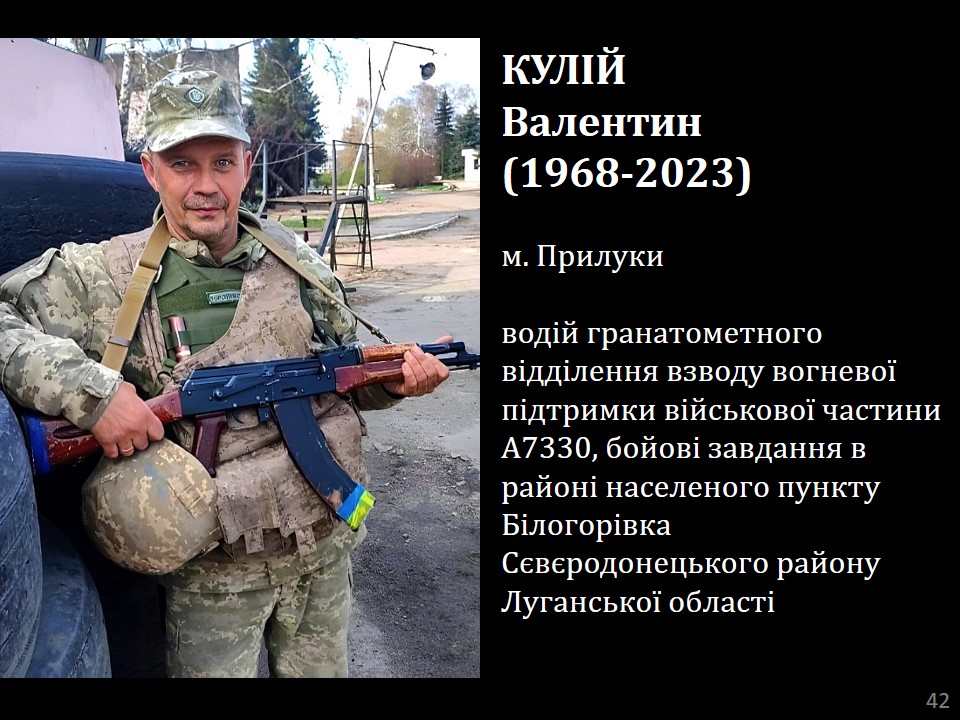 КУЛІЙ
Валентин
(1968-2023)
м. Прилуки
водій гранатометного
відділення взводу вогневої
підтримки військової частини
А7330, бойові завдання в
районі населеного пункту
Білогорівка
Сєвєродонецького району
Луганської області
42